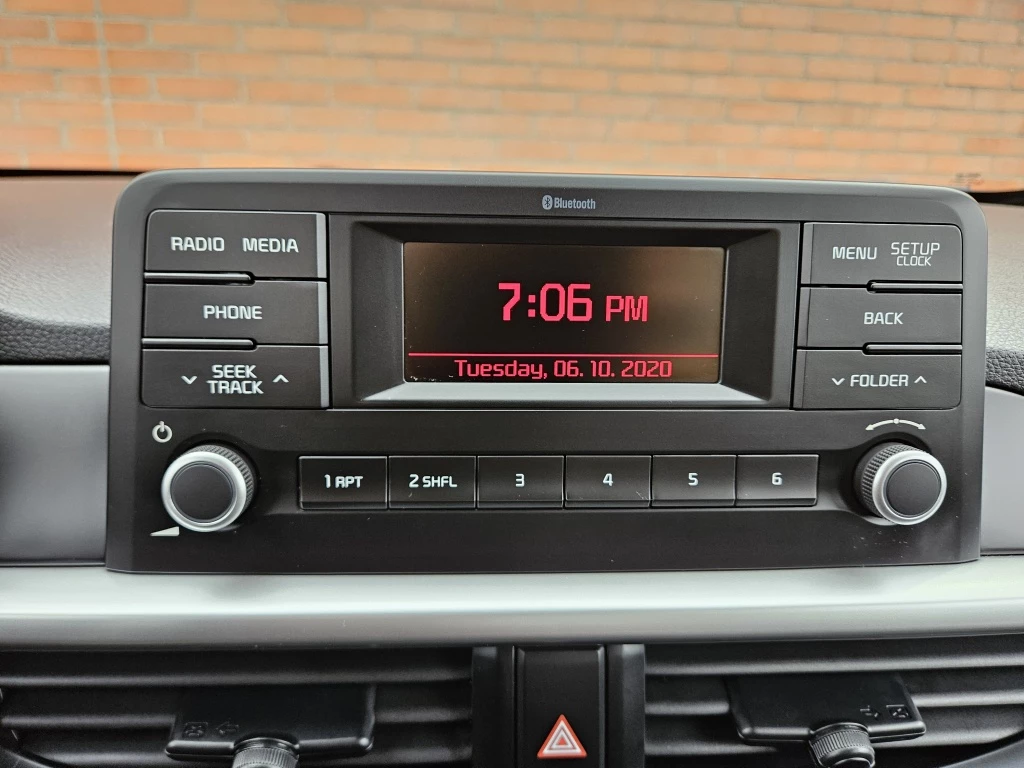 Bluetooth
RADIO MEDIA
PHONE
SEEK
TRACK
7:06 PM
Tuesday, 06. 10. 2020
MENU SETUP
CLOCK
BACK
FOLDER
1 RPT 2 SHFL 3 4 5 6